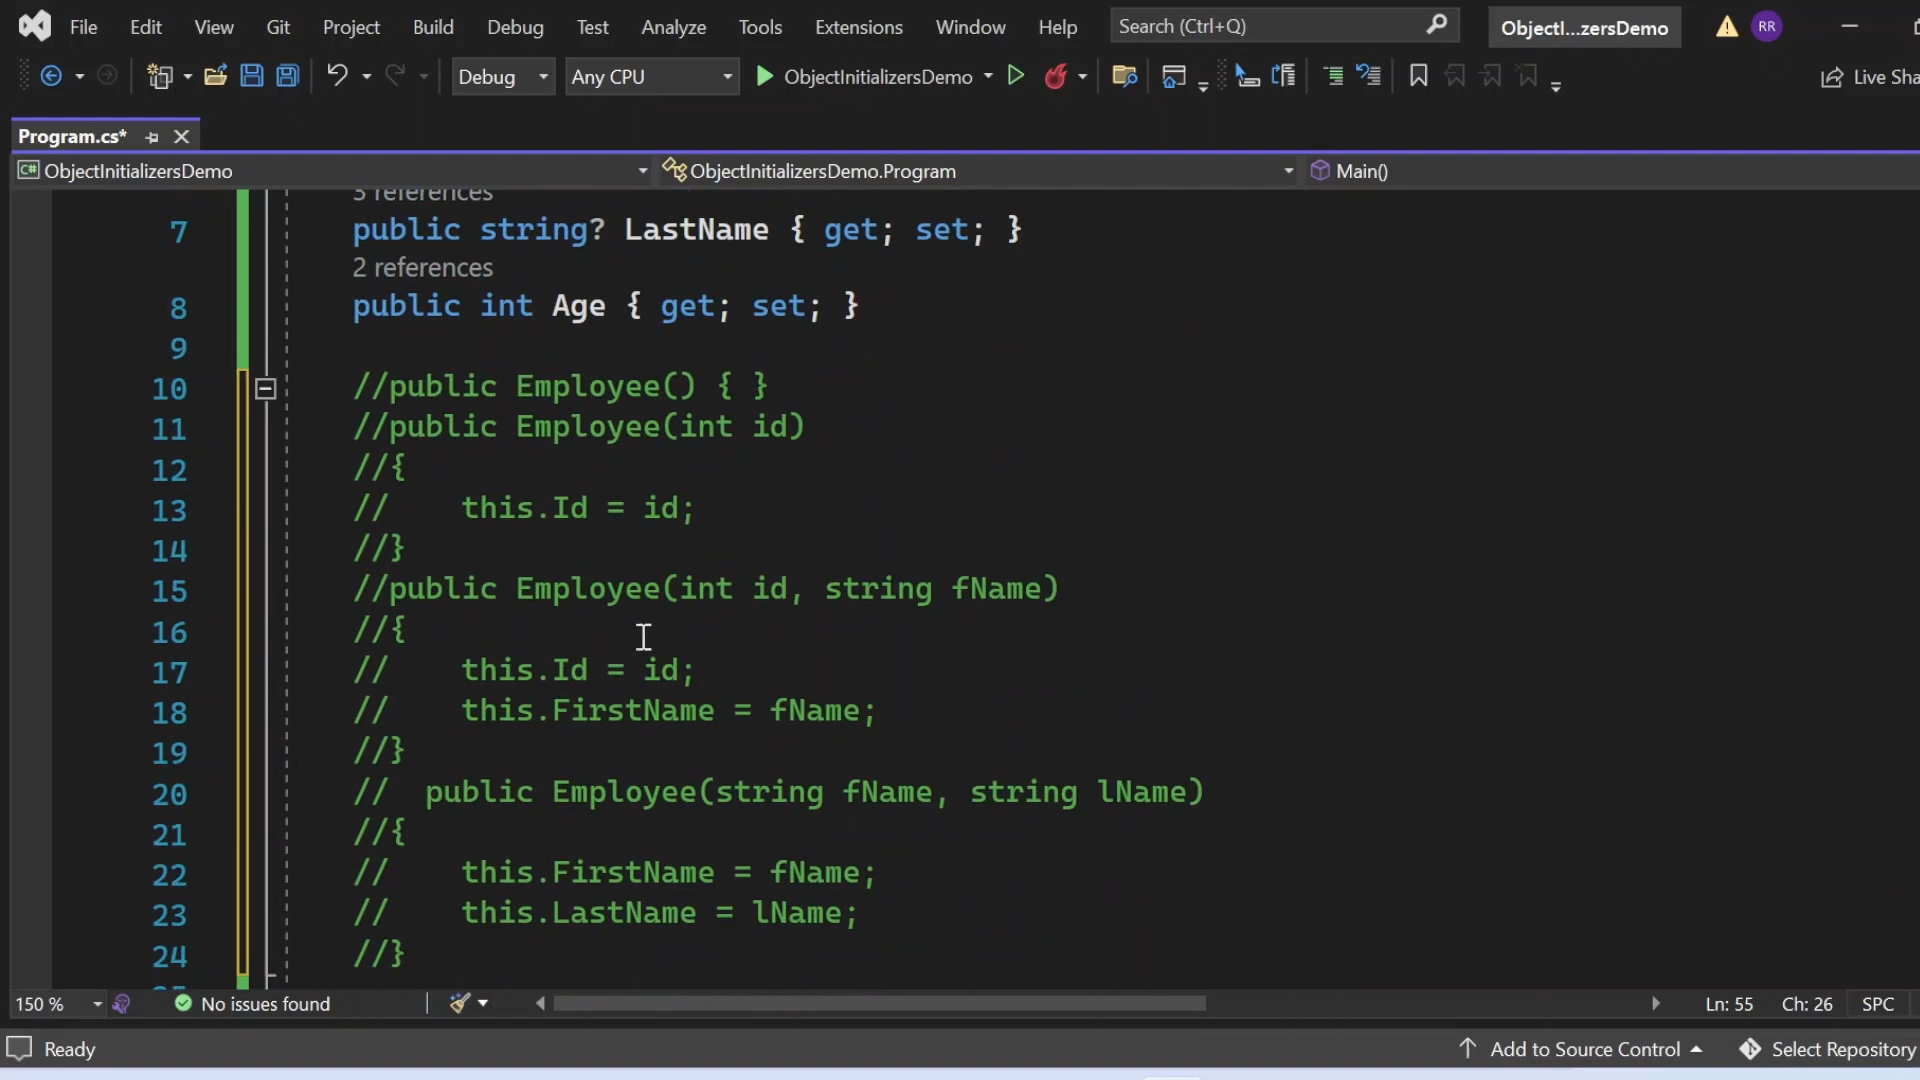 File Edit View Git Project Build Debug Test Analyze Tools Extensions Window Help Search (Ctrl+Q) ObjectI...zersDemo RR
Debug Any CPU ObjectInitializersDemo Live Sha
Program.cs*
C# ObjectInitializersDemo ObjectInitializersDemo.Program Main()
3 references
7 public string? LastName { get; set; }
2 references
8 public int Age { get; set; }
9
10 //public Employee() { }
11 //public Employee(int id)
12 //{
13 //    this.Id = id;
14 //}
15 //public Employee(int id, string fName)
16 //{
17 //    this.Id = id;
18 //    this.FirstName = fName;
19 //}
20 //  public Employee(string fName, string lName)
21 //{
22 //    this.FirstName = fName;
23 //    this.LastName = lName;
24 //}
150 % No issues found Ln: 55 Ch: 26 SPC
Ready Add to Source Control Select Repository